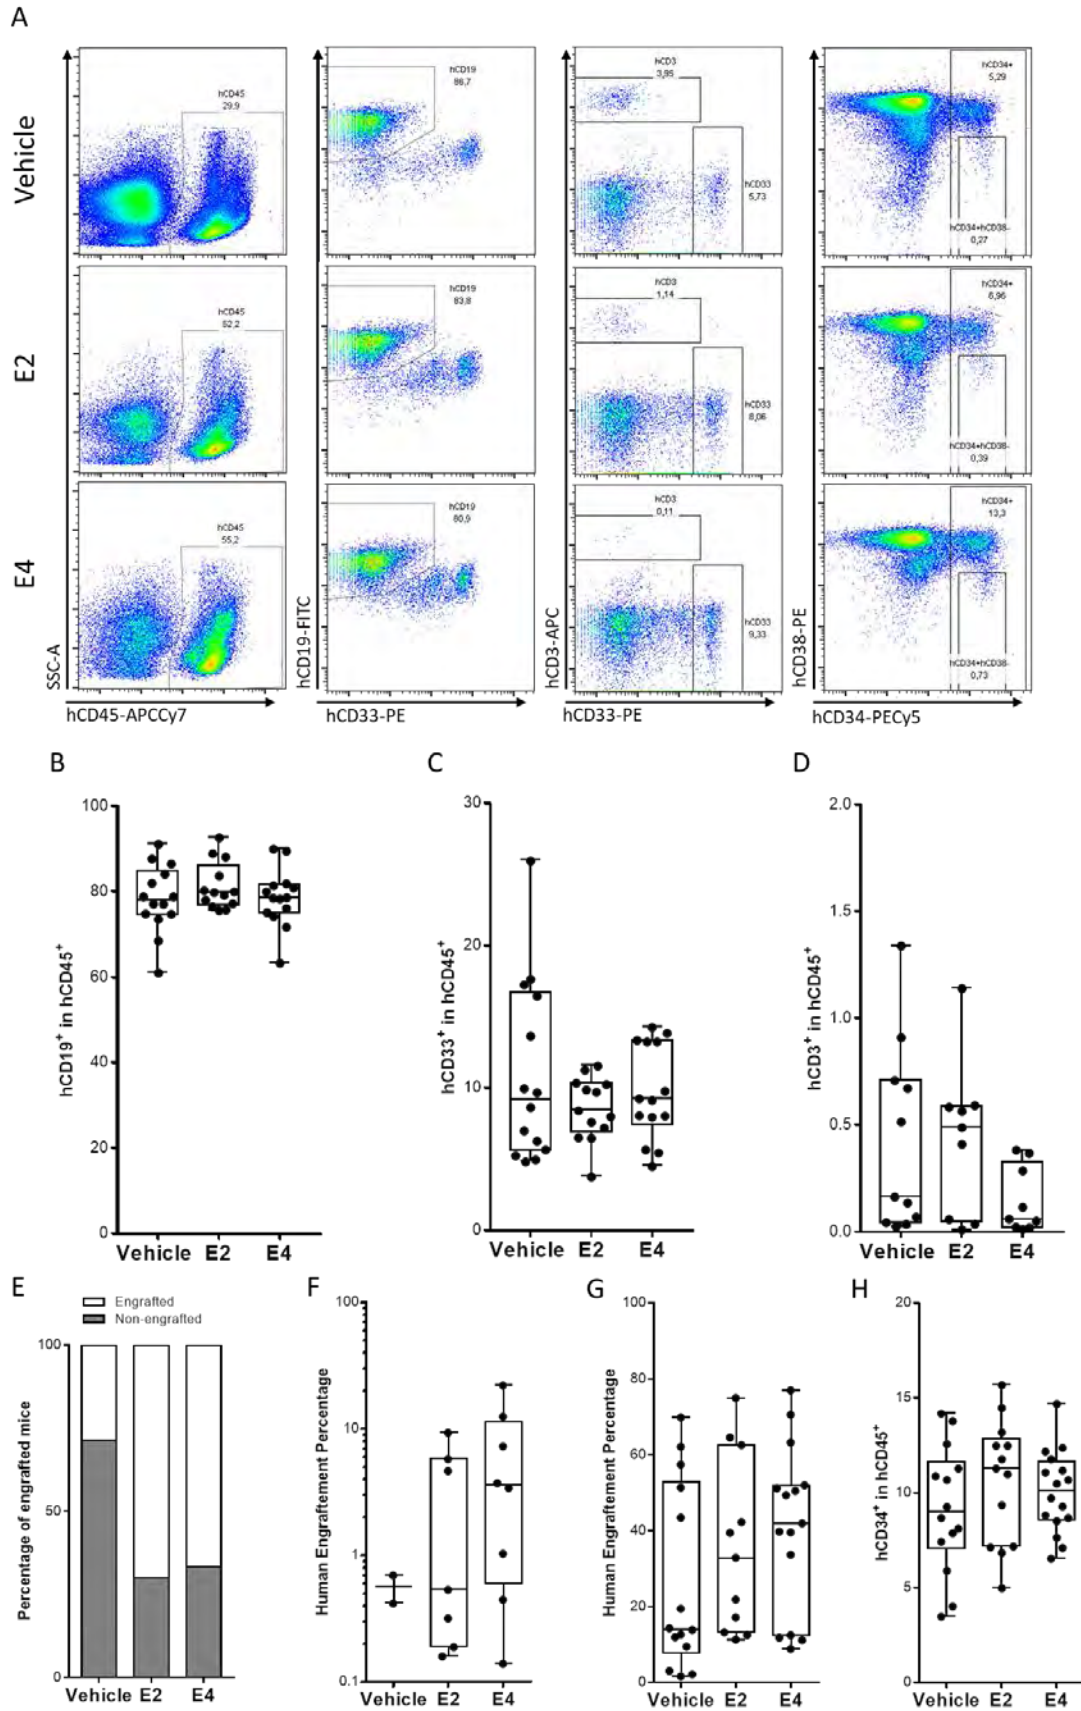 A
Vehicle
hCD45
29,9
hCD19
86,7
hCD3
3,95
hCD33
5,73
hCD34+
5,29
hCD34+hCD38-
0,27
E2
hCD45
62,2
hCD19
83,8
hCD3
1,14
hCD33
8,06
hCD34+
6,96
hCD34+hCD38-
0,39
E4
hCD45
55,2
hCD19
80,9
hCD3
0,11
hCD33
9,33
hCD34+
13,3
hCD34+hCD38-
0,73
SSC-A
hCD45-APCCy7
hCD19-FITC
hCD33-PE
hCD3-APC
hCD33-PE
hCD38-PE
hCD34-PECy5
B
hCD19+ in hCD45+
100
80
60
40
20
0
Vehicle E2 E4
C
hCD33+ in hCD45+
30
20
10
0
Vehicle E2 E4
D
hCD3+ in hCD45+
2.0
1.5
1.0
0.5
0.0
Vehicle E2 E4
E
Engrafted
Non-engrafted
Percentage of engrafted mice
100
50
0
Vehicle E2 E4
F
Human Engraftement Percentage
100
10
1
0.1
Vehicle E2 E4
G
Human Engraftement Percentage
100
80
60
40
20
0
Vehicle E2 E4
H
hCD34+ in hCD45+
20
15
10
5
0
Vehicle E2 E4